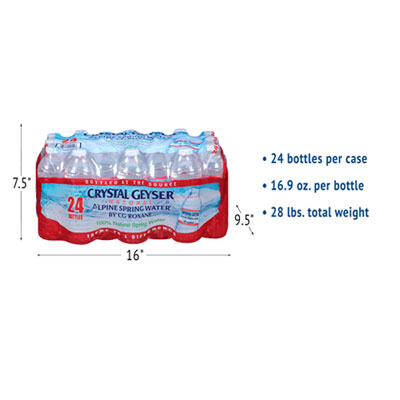 7.5"
BOTTLED AT THE SOURCE
CRYSTAL GEYSER
NATURAL
ALPINE SPRING WATER
BY CG ROXANE
100% Natural Spring Water
24
BOTTLES
16"
9.5"
• 24 bottles per case
• 16.9 oz. per bottle
• 28 lbs. total weight